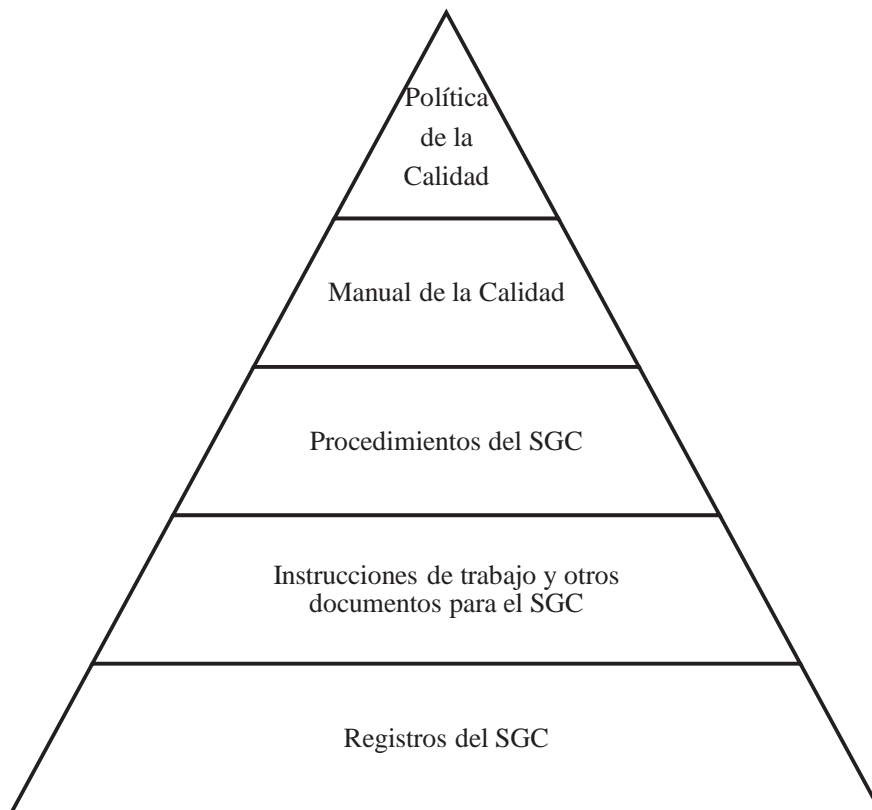 Política
de la
Calidad
Manual de la Calidad
Procedimientos del SGC
Instrucciones de trabajo y otros
documentos para el SGC
Registros del SGC